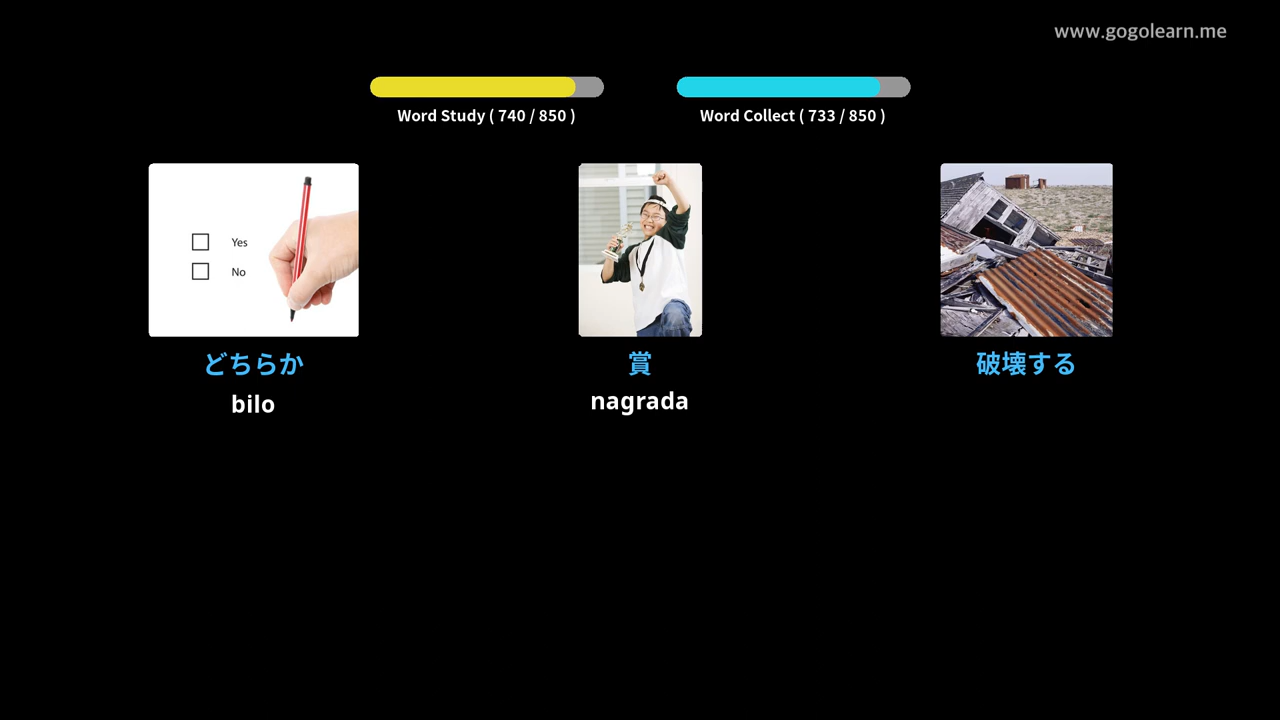 www.gogolearn.me
Word Study ( 740 / 850 )
Word Collect ( 733 / 850 )
Yes
No
どちらか
賞
破壊する
bilo
nagrada